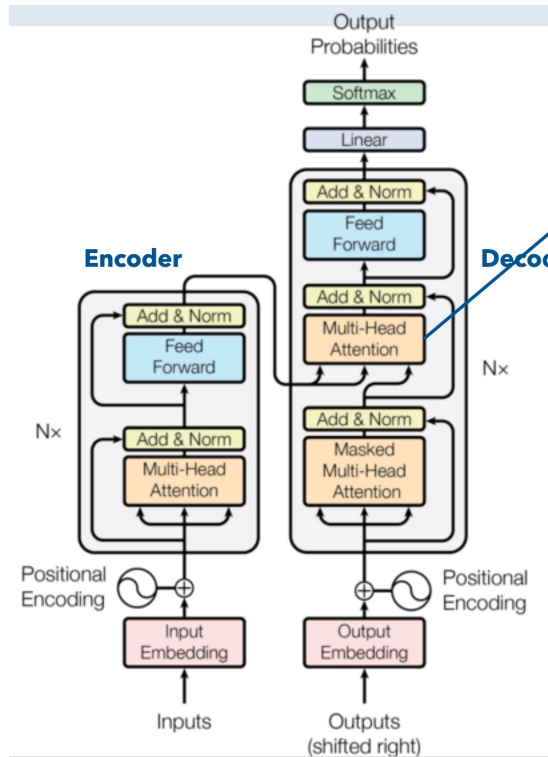 Output
Probabilities
Softmax
Linear
Add & Norm
Feed
Forward
Add & Norm
Multi-Head
Attention
Add & Norm
Masked
Multi-Head
Attention
Nx
Encoder
Decod
Add & Norm
Feed
Forward
Add & Norm
Multi-Head
Attention
Nx
Positional
Encoding
Positional
Encoding
Input
Embedding
Output
Embedding
Inputs
Outputs
(shifted right)